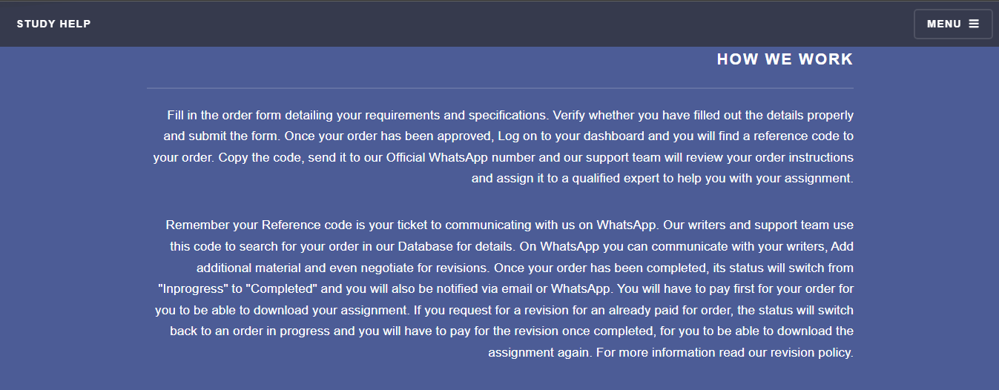 STUDY HELP
MENU
HOW WE WORK
Fill in the order form detailing your requirements and specifications. Verify whether you have filled out the details properly
and submit the form. Once your order has been approved, Log on to your dashboard and you will find a reference code to
your order. Copy the code, send it to our Official WhatsApp number and our support team will review your order instructions
and assign it to a qualified expert to help you with your assignment.
Remember your Reference code is your ticket to communicating with us on WhatsApp. Our writers and support team use
this code to search for your order in our Database for details. On WhatsApp you can communicate with your writers, Add
additional material and even negotiate for revisions. Once your order has been completed, its status will switch from
"Inprogress" to "Completed" and you will also be notified via email or WhatsApp. You will have to pay first for your order for
you to be able to download your assignment. If you request for a revision for an already paid for order, the status will switch
back to an order in progress and you will have to pay for the revision once completed, for you to be able to download the
assignment again. For more information read our revision policy.